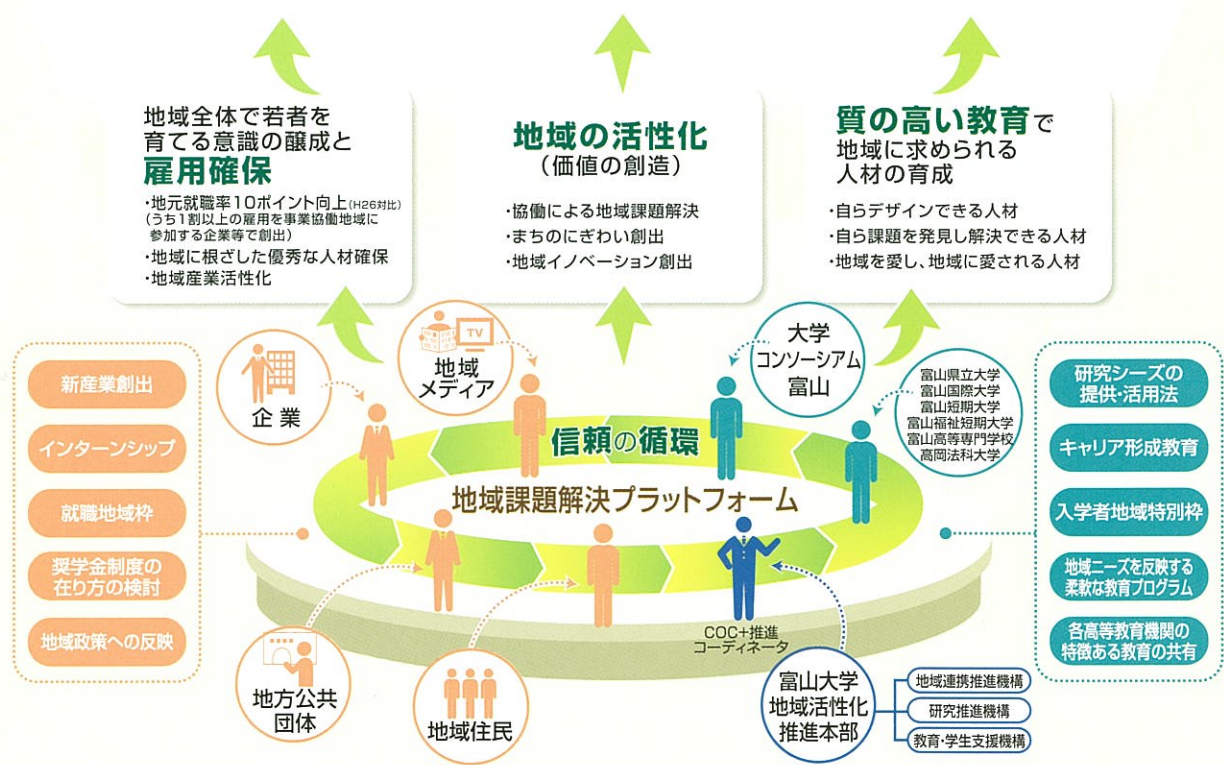 地域全体で若者を
育てる意識の醸成と
雇用確保
・地元就職率10ポイント向上(H26対比)
(うち1割以上の雇用を事業協働地域に
参加する企業等で創出)
・地域に根ざした優秀な人材確保
・地域産業活性化
地域の活性化
(価値の創造)
・協働による地域課題解決
・まちのにぎわい創出
・地域イノベーション創出
質の高い教育で
地域に求められる
人材の育成
・自らデザインできる人材
・自ら課題を発見し解決できる人材
・地域を愛し、地域に愛される人材
新産業創出
インターンシップ
就職地域枠
奨学金制度の
在り方の検討
地域政策への反映
企業
TV
地域
メディア
大学
コンソーシアム
富山
富山県立大学
富山国際大学
富山短期大学
富山福祉短期大学
富山高等専門学校
高岡法科大学
研究シーズの
提供・活用法
キャリア形成教育
入学者地域特別枠
地域ニーズを反映する
柔軟な教育プログラム
各高等教育機関の
特徴ある教育の共有
信頼の循環
地域課題解決プラットフォーム
COC+推進
コーディネータ
地方公共
団体
地域住民
富山大学
地域活性化
推進本部
地域連携推進機構
研究推進機構
教育・学生支援機構